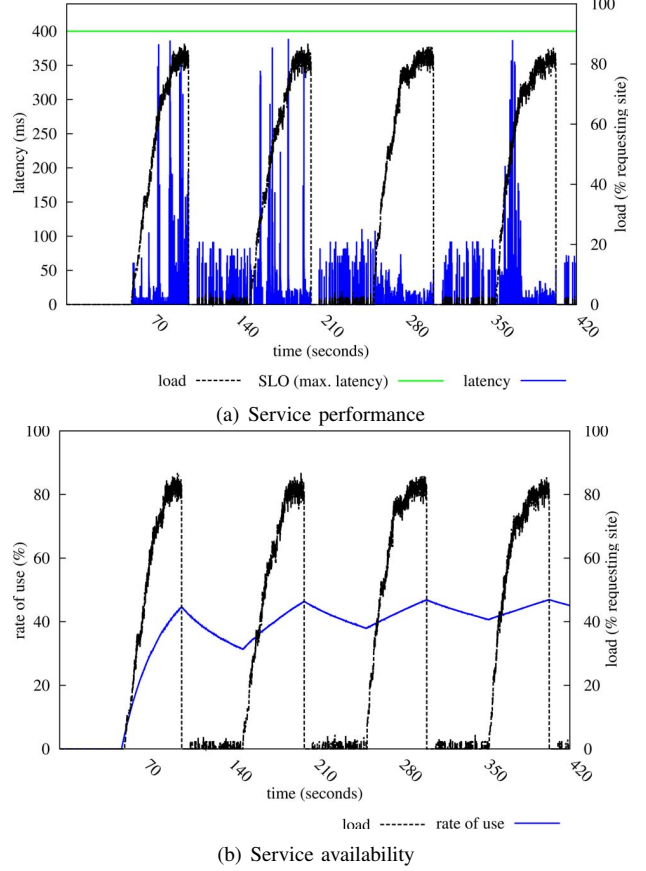 400
350
300
250
200
150
100
50
0
latency (ms)
100
80
60
40
20
0
load (% requesting site)
70 140 210 280 350 420
time (seconds)
load SLO (max. latency) latency
(a) Service performance
100
80
60
40
20
0
rate of use (%)
100
80
60
40
20
0
load (% requesting site)
70 140 210 280 350 420
time (seconds)
load rate of use
(b) Service availability